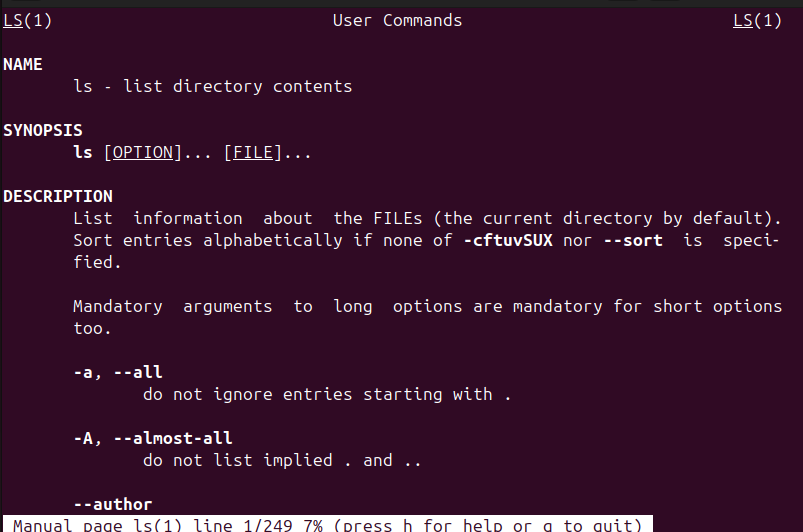 LS(1) User Commands LS(1)
NAME
ls - list directory contents
SYNOPSIS
ls [OPTION]... [FILE]...
DESCRIPTION
List information about the FILEs (the current directory by default).
Sort entries alphabetically if none of -cftuvSUX nor --sort is speci-
fied.
Mandatory arguments to long options are mandatory for short options
too.
-a, --all
do not ignore entries starting with .
-A, --almost-all
do not list implied . and ..
--author
Manual page ls(1) line 1/249 7% (press h for help or q to quit)